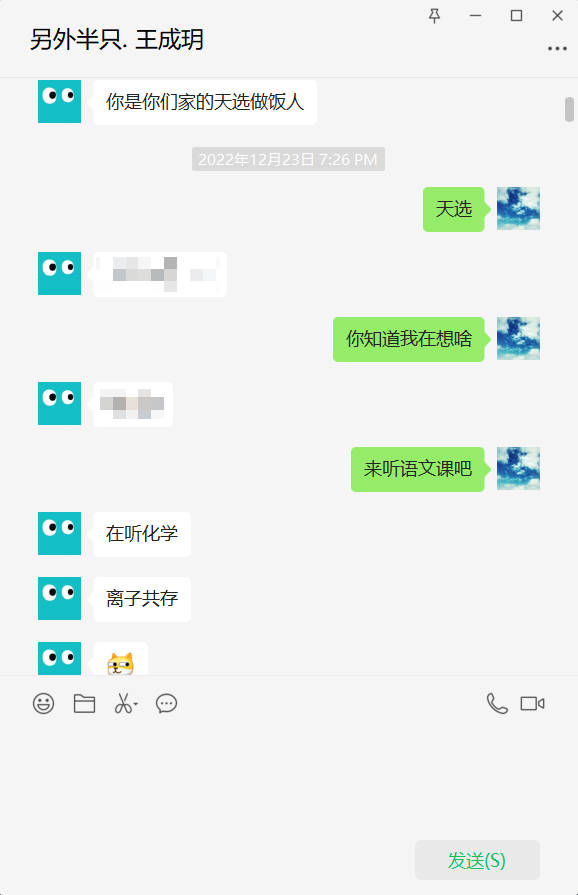 另外半只. 王成玥
你是你们家的天选做饭人
2022年12月23日 7:26 PM
天选
你知道我在想啥
来听语文课吧
在听化学
离子共存
发送(S)